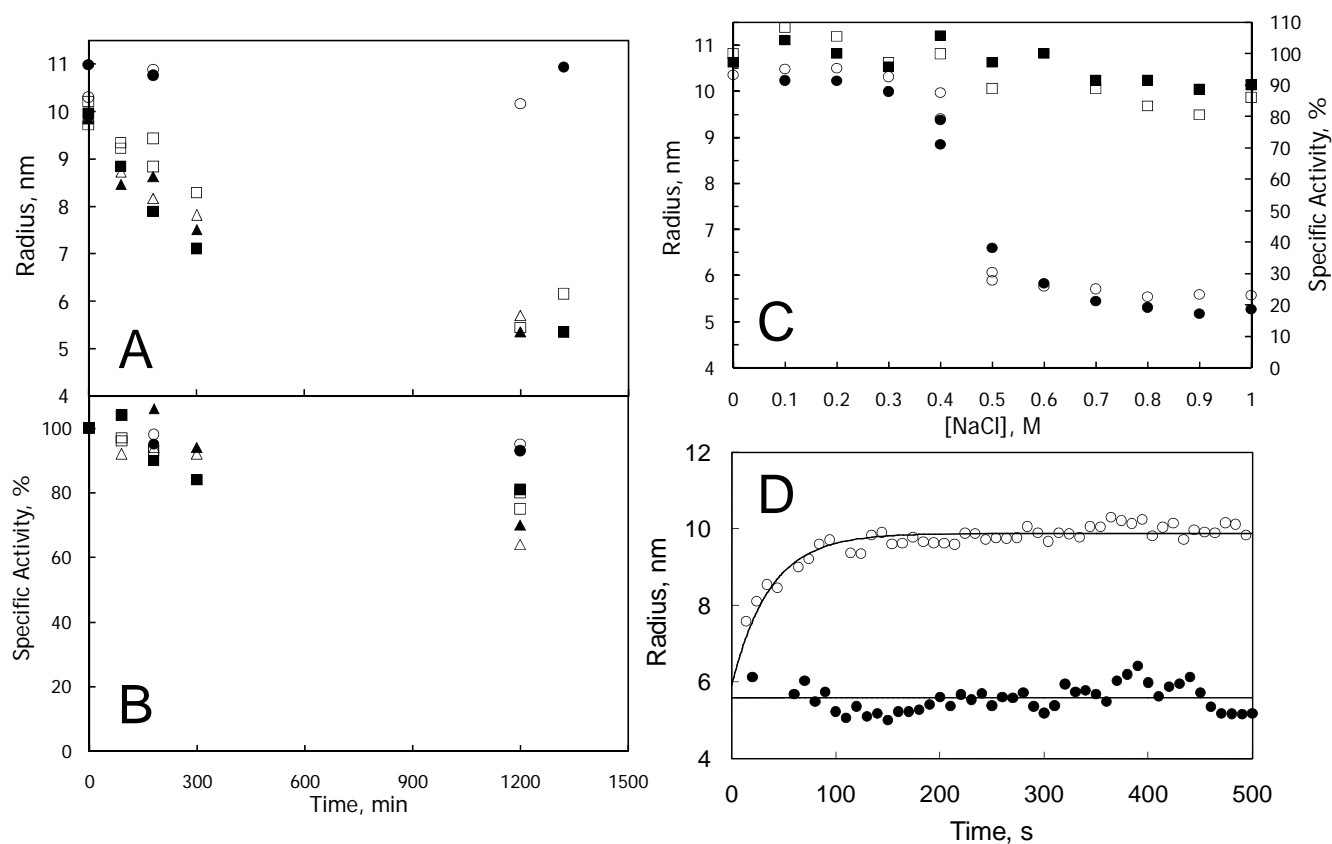 11
10
9
8
7
6
5
4
Radius, nm
A
100
80
60
40
20
0
Specific Activity, %
B
0 300 600 900 1200 1500
Time, min
11
10
9
8
7
6
5
4
Radius, nm
C
110
100
90
80
70
60
50
40
30
20
10
0
Specific Activity, %
0 0.1 0.2 0.3 0.4 0.5 0.6 0.7 0.8 0.9 1
[NaCl], M
12
10
8
6
4
Radius, nm
D
0 100 200 300 400 500
Time, s